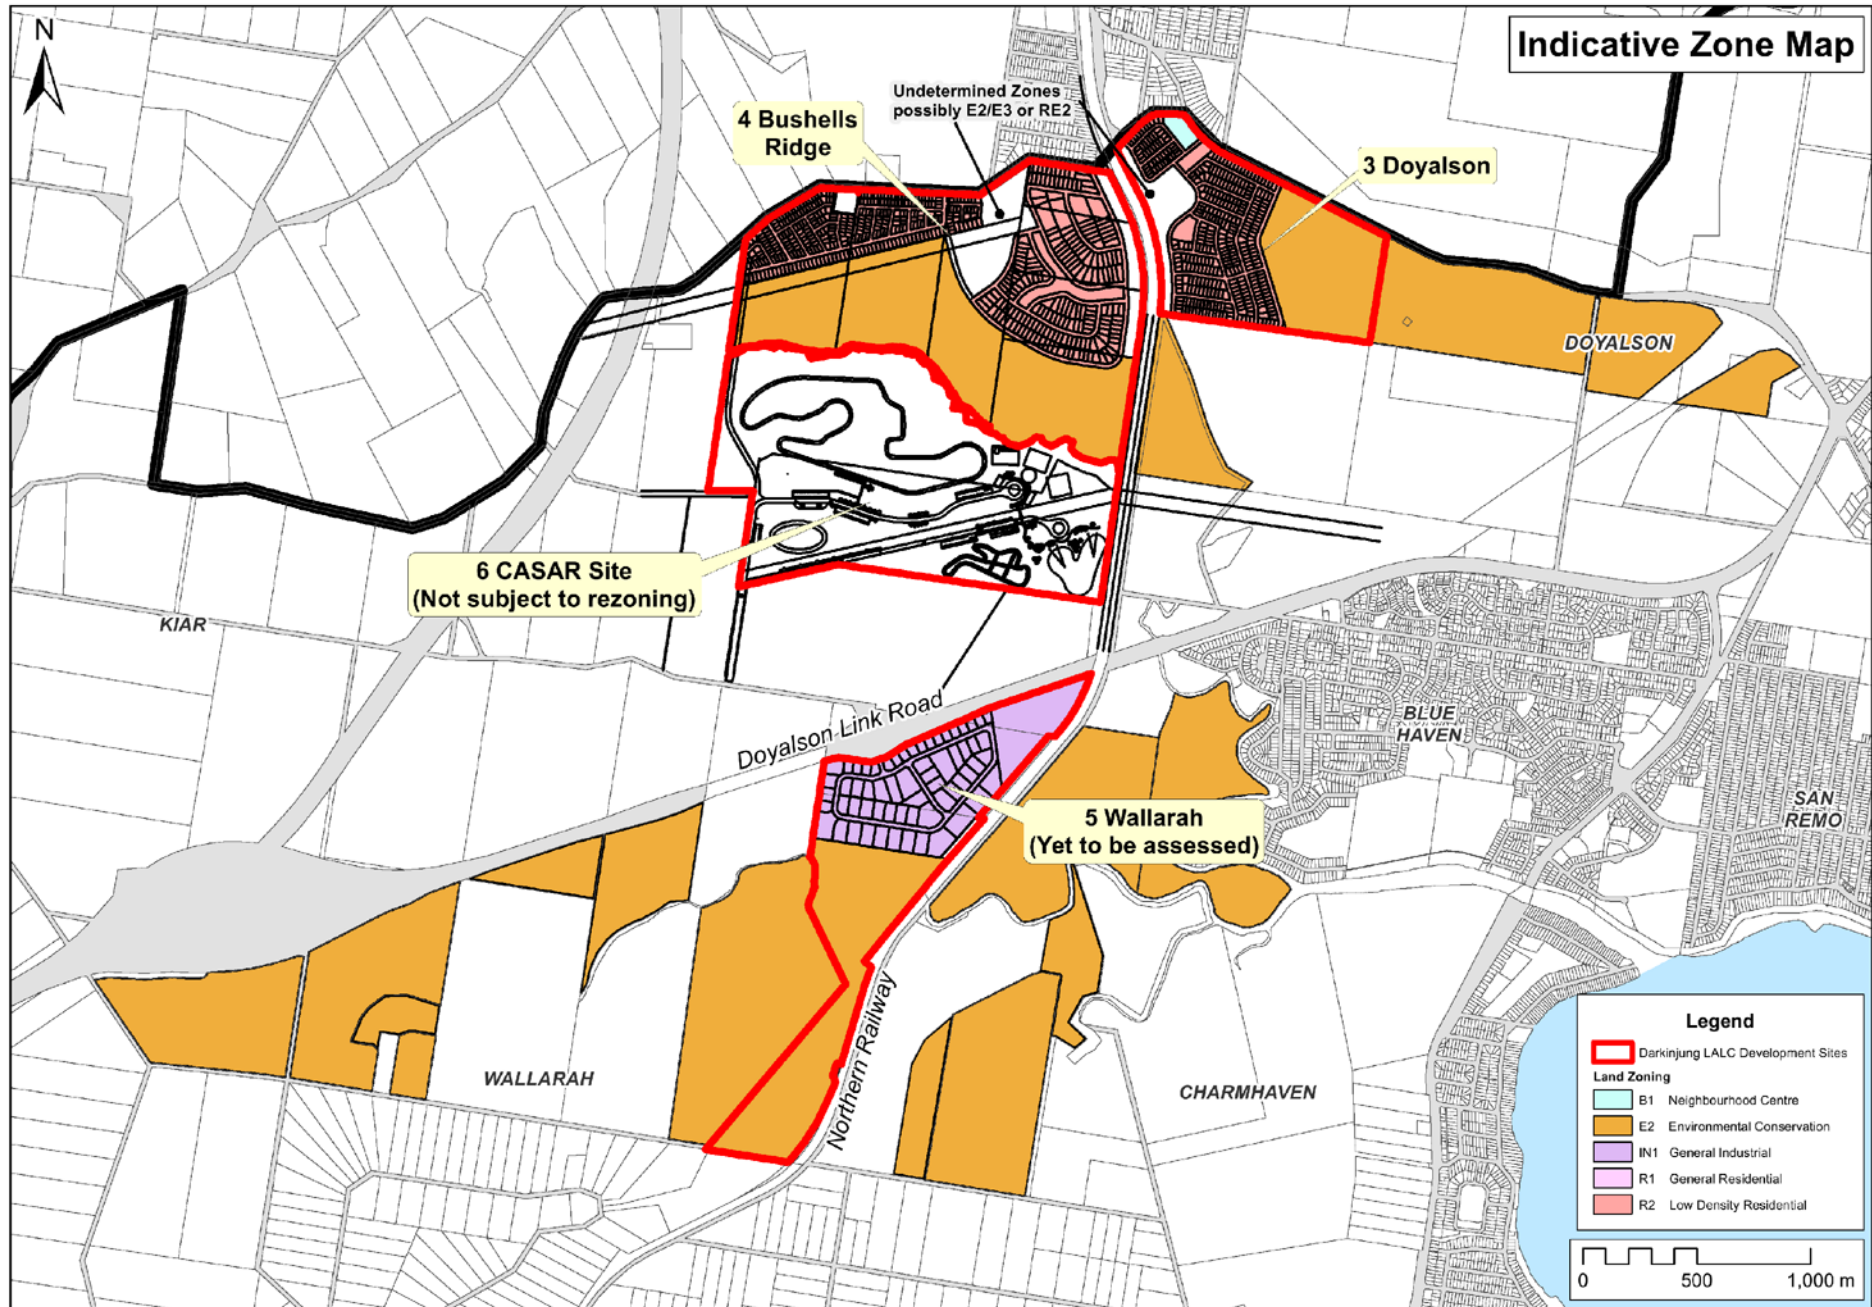 Indicative Zone Map
N
Undetermined Zones
possibly E2/E3 or RE2
4 Bushells
Ridge
3 Doyalson
DOYALSON
6 CASAR Site
(Not subject to rezoning)
KIAR
Doyalson Link Road
BLUE
HAVEN
SAN
REMO
5 Wallarah
(Yet to be assessed)
Northern Railway
WALLARAH
CHARMHAVEN
Legend
Darkinjung LALC Development Sites
Land Zoning
B1 Neighbourhood Centre
E2 Environmental Conservation
IN1 General Industrial
R1 General Residential
R2 Low Density Residential
0 500 1,000 m